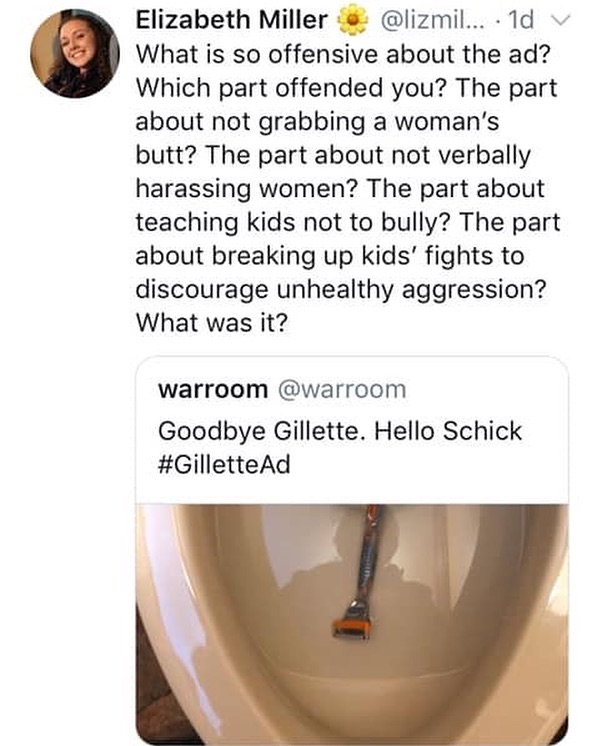 Elizabeth Miller 🌼 @lizmil... · 1d
What is so offensive about the ad?
Which part offended you? The part
about not grabbing a woman's
butt? The part about not verbally
harassing women? The part about
teaching kids not to bully? The part
about breaking up kids’ fights to
discourage unhealthy aggression?
What was it?
warroom @warroom
Goodbye Gillette. Hello Schick
#GilletteAd